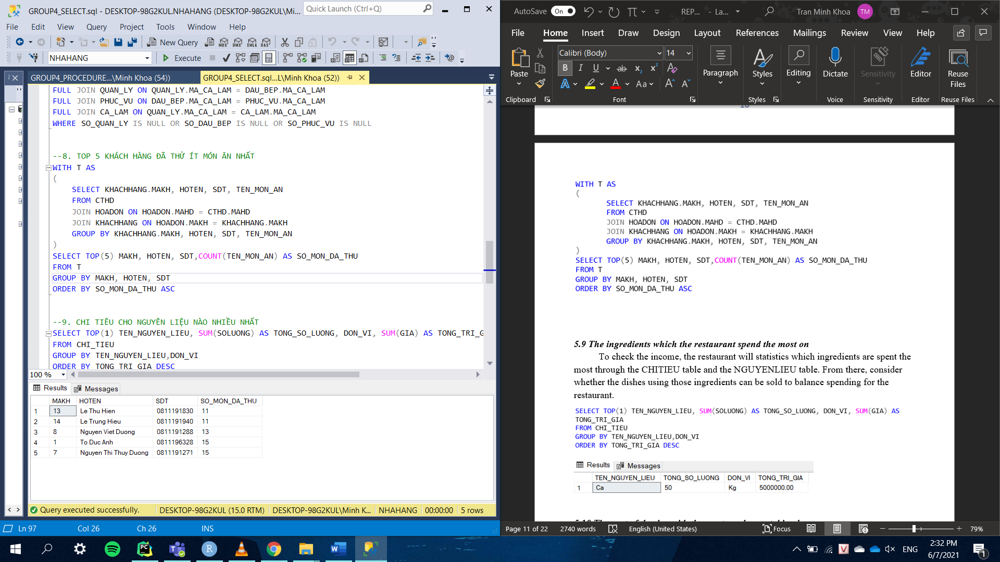 GROUP4_SELECT.sql - DESKTOP-98G2KUL.NHAHANG (DESKTOP-98G2KUL\Mi...
Quick Launch (Ctrl+Q)
File Edit View Query Project Tools Window Help
New Query
NHAHANG
Execute
GROUP4_PROCEDURE...\Minh Khoa (54))
GROUP4_SELECT.sql...L\Minh Khoa (52))
FULL JOIN QUAN_LY ON QUAN_LY.MA_CA_LAM = DAU_BEP.MA_CA_LAM
FULL JOIN PHUC_VU ON DAU_BEP.MA_CA_LAM = PHUC_VU.MA_CA_LAM
FULL JOIN CA_LAM ON QUAN_LY.MA_CA_LAM = CA_LAM.MA_CA_LAM
WHERE SO_QUAN_LY IS NULL OR SO_DAU_BEP IS NULL OR SO_PHUC_VU IS NULL
--8. TOP 5 KHÁCH HÀNG ĐÃ THỬ ÍT MÓN ĂN NHẤT
WITH T AS
(
SELECT KHACHHANG.MAKH, HOTEN, SDT, TEN_MON_AN
FROM CTHD
JOIN HOADON ON HOADON.MAHD = CTHD.MAHD
JOIN KHACHHANG ON HOADON.MAKH = KHACHHANG.MAKH
GROUP BY KHACHHANG.MAKH, HOTEN, SDT, TEN_MON_AN
)
SELECT TOP(5) MAKH, HOTEN, SDT,COUNT(TEN_MON_AN) AS SO_MON_DA_THU
FROM T
GROUP BY MAKH, HOTEN, SDT
ORDER BY SO_MON_DA_THU ASC
--9. CHI TIÊU CHO NGUYÊN LIỆU NÀO NHIỀU NHẤT
SELECT TOP(1) TEN_NGUYEN_LIEU, SUM(SOLUONG) AS TONG_SO_LUONG, DON_VI, SUM(GIA) AS TONG_TRI_G
FROM CHI_TIEU
GROUP BY TEN_NGUYEN_LIEU,DON_VI
ORDER BY TONG_TRI_GIA DESC
100 %
Results Messages
MAKH HOTEN SDT SO_MON_DA_THU
1 13 Le Thu Hien 0811191830 11
2 14 Le Trung Hieu 0811191940 11
3 8 Nguyen Viet Duong 0811191288 13
4 1 To Duc Anh 0811196328 15
5 7 Nguyen Thi Thuy Duong 0811191271 15
Query executed successfully. DESKTOP-98G2KUL (15.0 RTM) DESKTOP-98G2KUL\Minh K... NHAHANG 00:00:00 5 rows
Ln 97 Col 26 Ch 26 INS
AutoSave On REP... - La... Tran Minh Khoa TM
File Home Insert Draw Design Layout References Mailings Review View Help
Calibri (Body) 14
B I U ab x2 x2 A
A A Aa A A
Paste Paragraph Styles Editing Dictate Sensitivity Editor Reuse Files
Clipboard Font Styles Voice Sensitivity Editor Reuse Files
WITH T AS
(
SELECT KHACHHANG.MAKH, HOTEN, SDT, TEN_MON_AN
FROM CTHD
JOIN HOADON ON HOADON.MAHD = CTHD.MAHD
JOIN KHACHHANG ON HOADON.MAKH = KHACHHANG.MAKH
GROUP BY KHACHHANG.MAKH, HOTEN, SDT, TEN_MON_AN
)
SELECT TOP(5) MAKH, HOTEN, SDT,COUNT(TEN_MON_AN) AS SO_MON_DA_THU
FROM T
GROUP BY MAKH, HOTEN, SDT
ORDER BY SO_MON_DA_THU ASC
5.9 The ingredients which the restaurant spend the most on
To check the income, the restaurant will statistics which ingredients are spent the
most through the CHITIEU table and the NGUYENLIEU table. From there, consider
whether the dishes using those ingredients can be sold to balance spending for the
restaurant.
SELECT TOP(1) TEN_NGUYEN_LIEU, SUM(SOLUONG) AS TONG_SO_LUONG, DON_VI, SUM(GIA) AS
TONG_TRI_GIA
FROM CHI_TIEU
GROUP BY TEN_NGUYEN_LIEU,DON_VI
ORDER BY TONG_TRI_GIA DESC
Results Messages
TEN_NGUYEN_LIEU TONG_SO_LUONG DON_VI TONG_TRI_GIA
1 Ca 50 Kg 5000000.00
Page 11 of 22 2740 words English (United States) Focus 79%
ENG 2:32 PM
6/7/2021
1